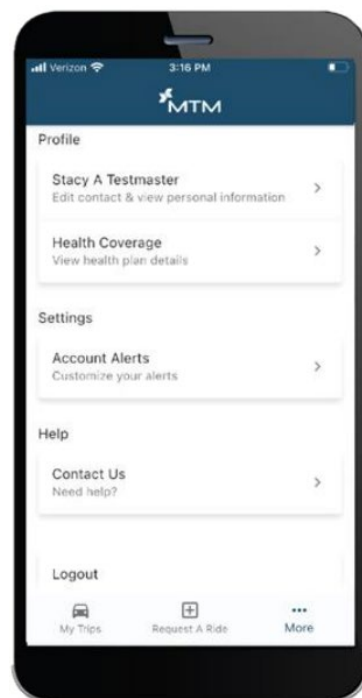 Verizon
3:16 PM
MTM
Profile
Stacy A Testmaster
Edit contact & view personal information
Health Coverage
View health plan details
Settings
Account Alerts
Customize your alerts
Help
Contact Us
Need help?
Logout
My Trips
Request A Ride
More